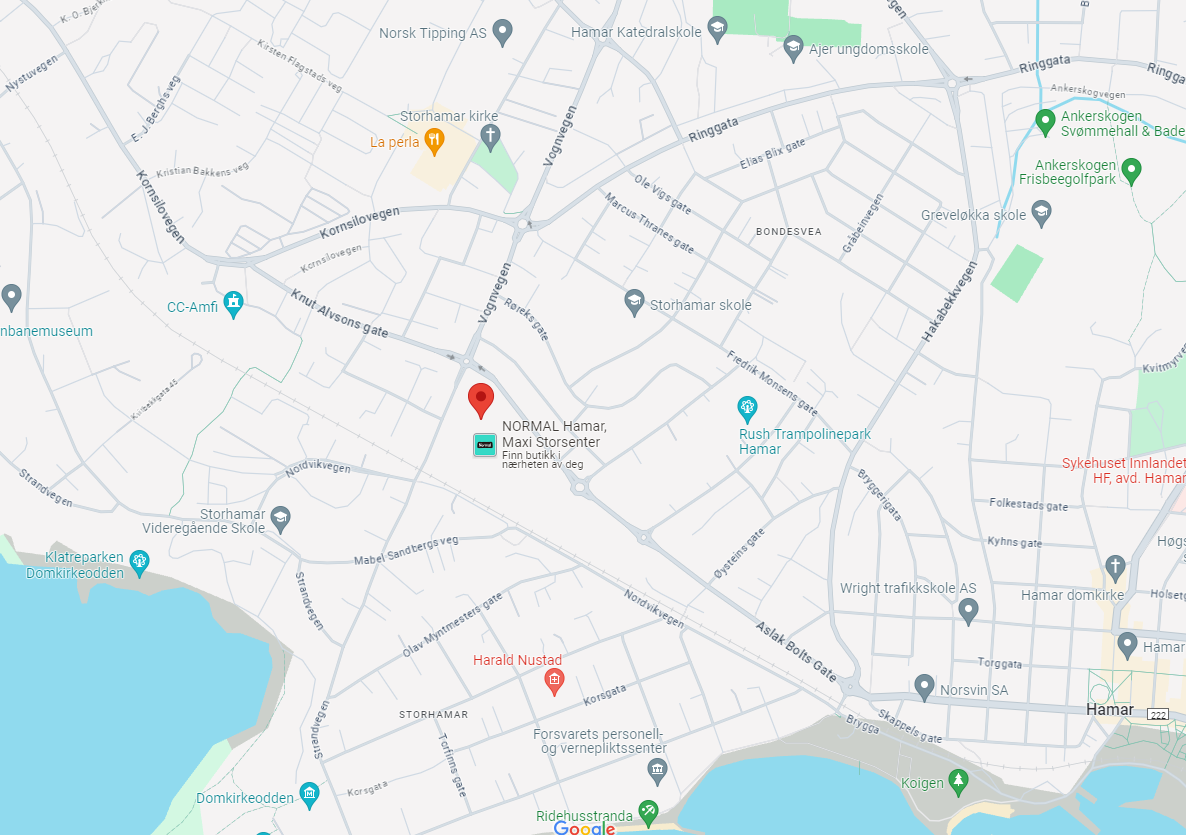 K. O. Bjerkn
Norsk Tipping AS
Hamar Katedralskole
Ajer ungdomsskole
vegen
Kirsten Flagstads veg
Nystuvegen
Ringgata
Ringga
Ankerskogvegen
E. J. Berghs veg
Storhamar kirke
La perla
Vognvegen
Ringgata
Ankerskogen
Svømmehall & Bade
Elias Blix gate
Kristian Bakkens veg
Ankerskogen
Frisbeegolfpark
Kornsilovegen
Ole Vigs gate
Marcus Thranes gate
Gråbeinvegen
Greveløkka skole
Kornsilovegen
BONDESVEA
Kornsilovegen
Vognvegen
Hakabekkvegen
CC-Amfi
Knut Alvsons gate
Røreks gate
Storhamar skole
nbanemuseum
Kvitmyrve
Fredrik Monsens gate
NORMAL Hamar,
Maxi Storsenter
Finn butikk i
nærheten av deg
Normal
Rush Trampolinepark
Hamar
Nordvikvegen
Sykehuset Innlandet
HF, avd. Hamar
Strandvegen
Bryggerigata
Folkestads gate
Storhamar
Videregående Skole
Kyhns gate
Høgs
Mabel Sandbergs veg
Øysteins gate
Klatreparken
Domkirkeodden
Strandvegen
Wright trafikkskole AS
Hamar domkirke
Holsetg
Olav Myntmesters gate
Nordvikvegen
Aslak Bolts Gate
Hamar
Harald Nustad
Torggata
Korsgata
Norsvin SA
STORHAMAR
Hamar
222
Strandvegen
Torfinns gate
Brygga
Skappels gate
Forsvarets personell-
og vernepliktssenter
Koigen
Korsgata
Domkirkeodden
Ridehusstranda
Google